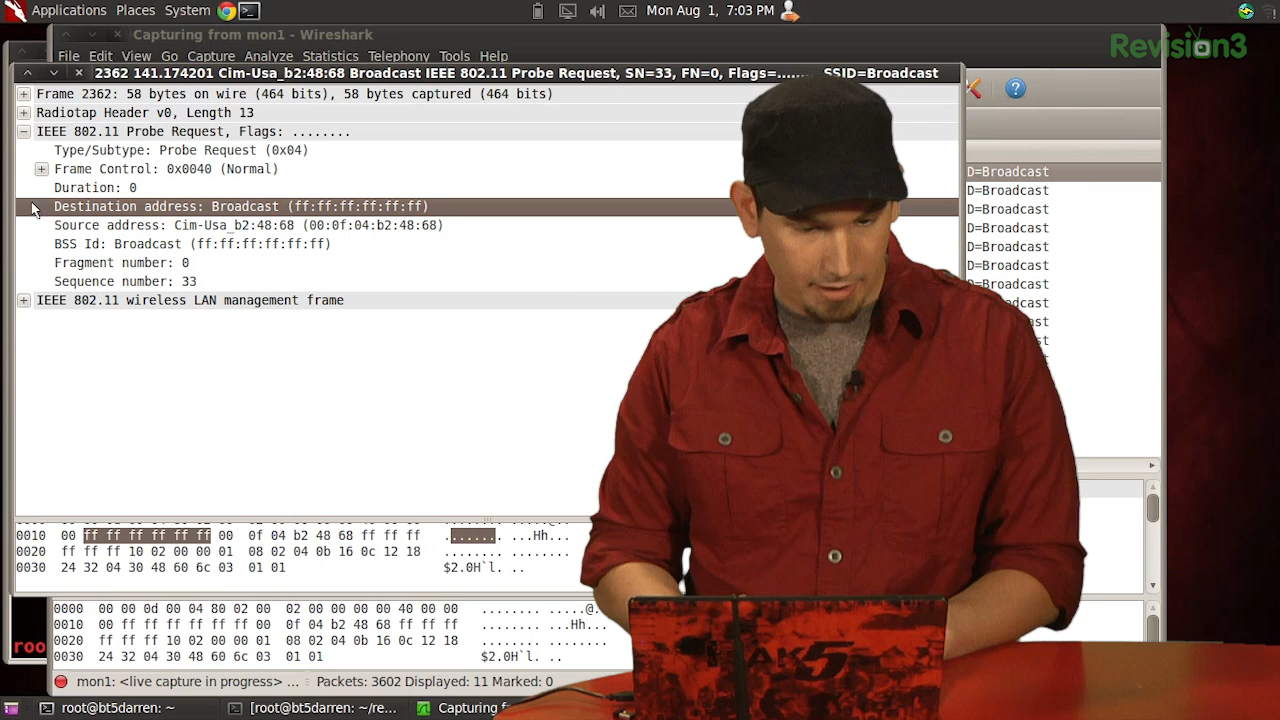 Applications Places System Mon Aug 1, 7:03 PM
Capturing from mon1 - Wireshark
Revision3
File Edit View Go Capture Analyze Statistics Telephony Tools Help
2362 141.174201 Cim-Usa_b2:48:68 Broadcast IEEE 802.11 Probe Request, SN=33, FN=0, Flags=........ SSID=Broadcast
Frame 2362: 58 bytes on wire (464 bits), 58 bytes captured (464 bits)
Radiotap Header v0, Length 13
IEEE 802.11 Probe Request, Flags: ........
Type/Subtype: Probe Request (0x04)
Frame Control: 0x0040 (Normal)
Duration: 0
Destination address: Broadcast (ff:ff:ff:ff:ff:ff)
Source address: Cim-Usa_b2:48:68 (00:0f:04:b2:48:68)
BSS Id: Broadcast (ff:ff:ff:ff:ff:ff)
Fragment number: 0
Sequence number: 33
IEEE 802.11 wireless LAN management frame
D=Broadcast
D=Broadcast
D=Broadcast
D=Broadcast
D=Broadcast
D=Broadcast
D=Broadcast
=Broadcast
st
st
0010 00 ff ff ff ff ff ff 00 0f 04 b2 48 68 ff ff ff ........ ...Hh...
0020 ff ff ff 10 02 00 00 01 08 02 04 0b 16 0c 12 18 ........ ........
0030 24 32 04 30 48 60 6c 03 01 01 $2.0H`l. ..
0000 00 00 0d 00 04 80 02 00 02 00 00 00 00 40 00 00 ........ .....@.
0010 00 ff ff ff ff ff ff 00 0f 04 b2 48 68 ff ff ff ........ ...Hh...
0020 ff ff ff 10 02 00 00 01 08 02 04 0b 16 0c 12 18 ........ ........
0030 24 32 04 30 48 60 6c 03 01 01 $2.0H`l. ..
roo
AK5
mon1: <live capture in progress> ... Packets: 3602 Displayed: 11 Marked: 0
root@bt5darren: ~ [root@bt5darren: ~/re... Capturing f